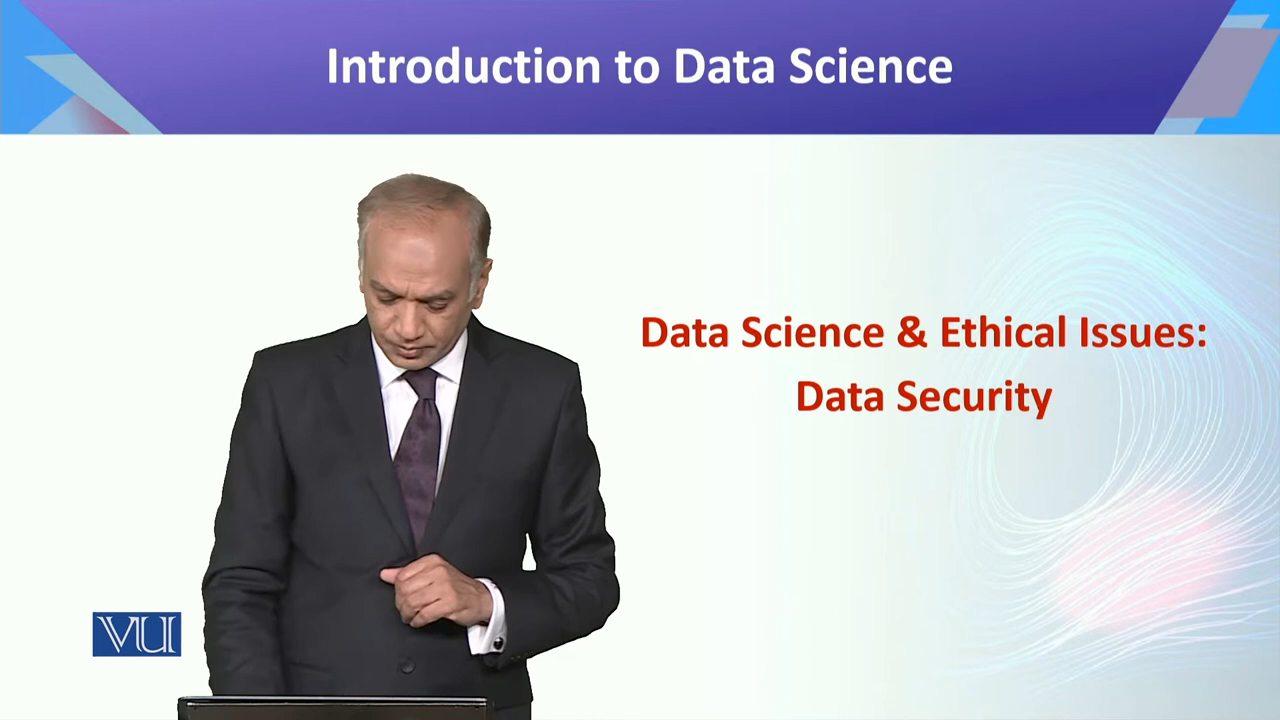 Introduction to Data Science
Data Science & Ethical Issues:
Data Security
VU